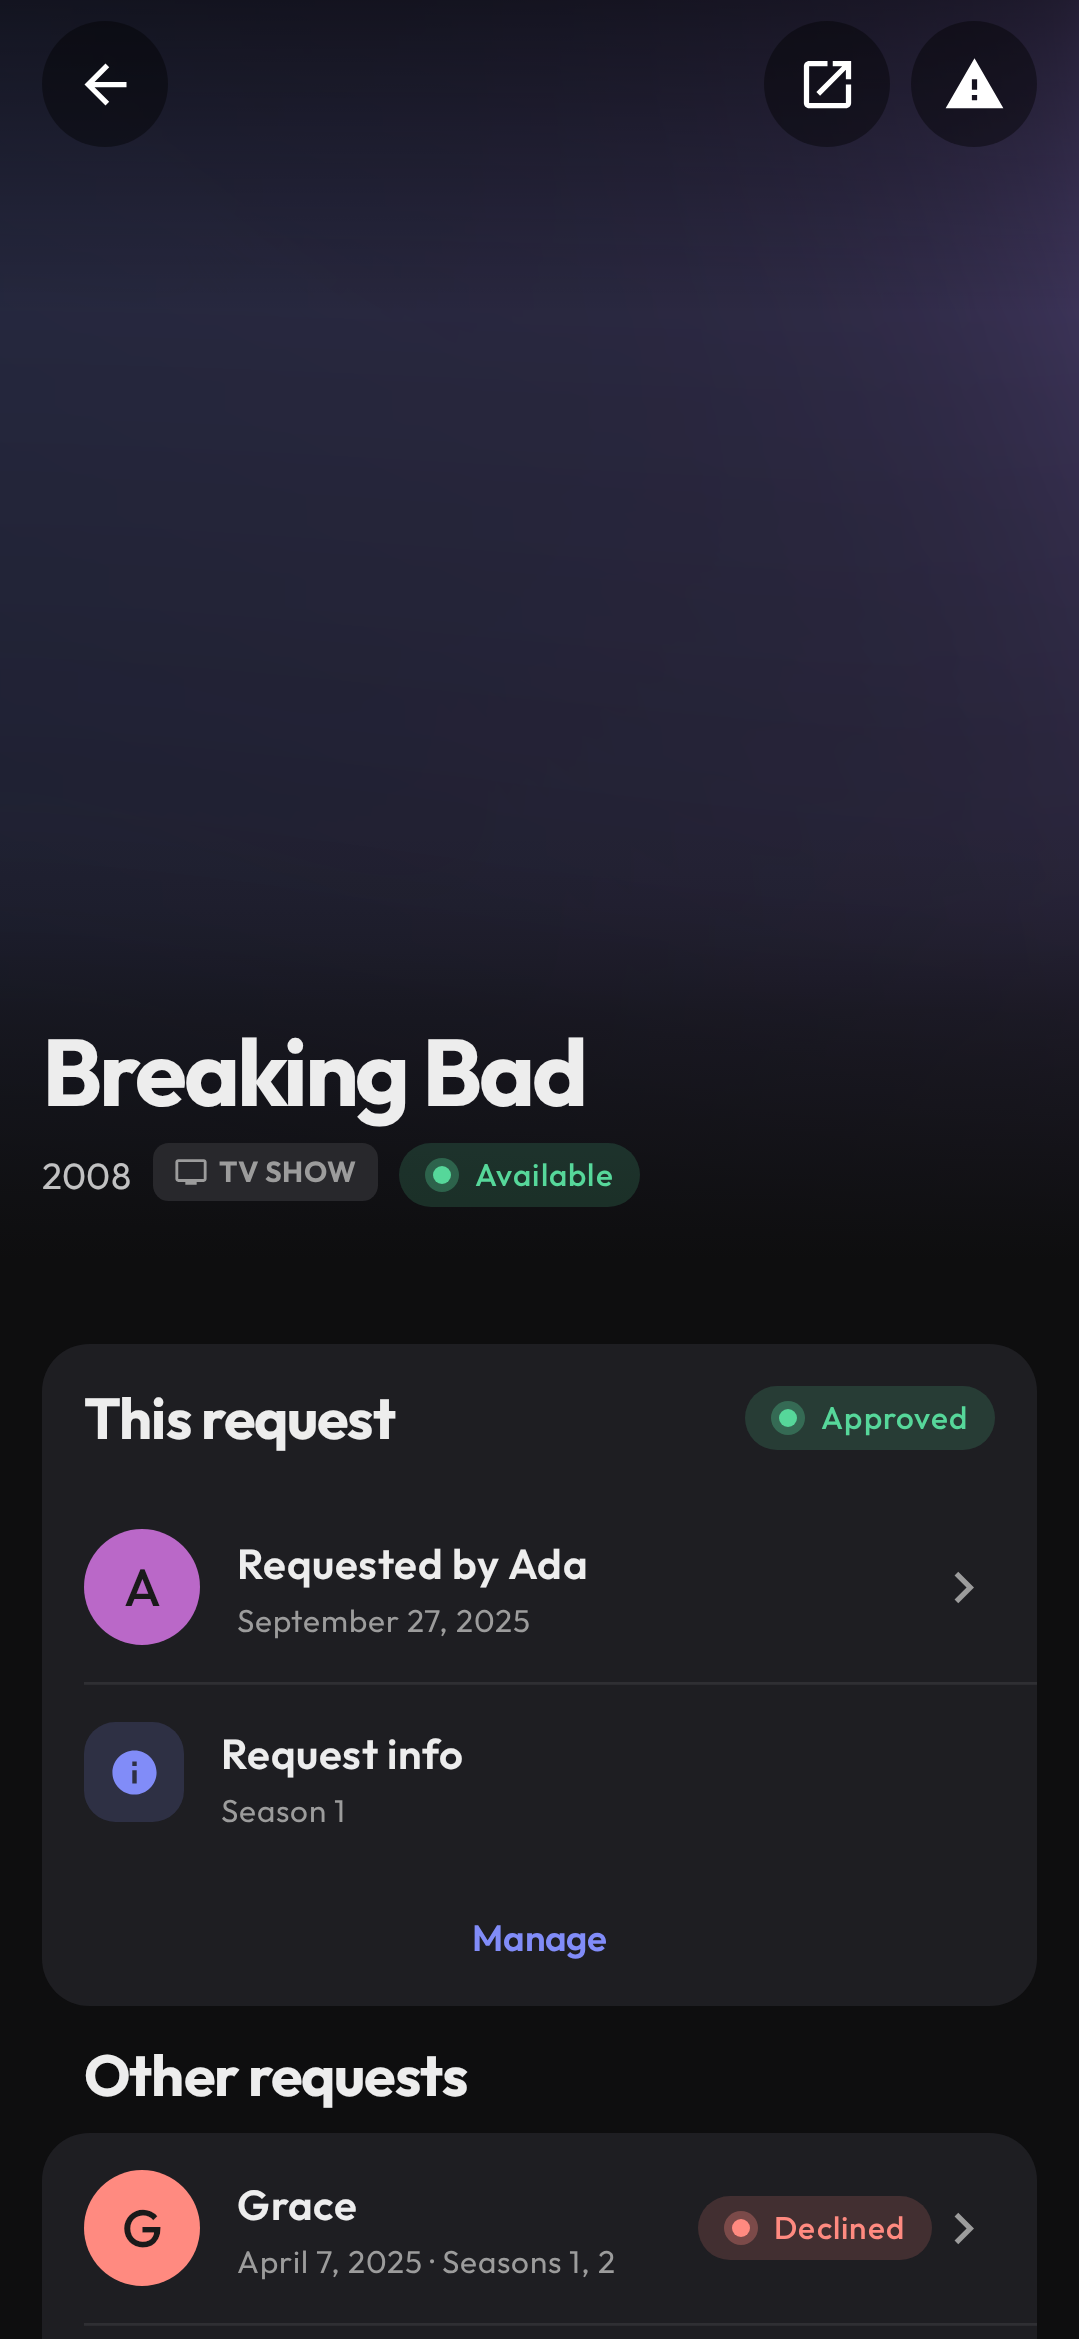 Breaking Bad
2008 TV SHOW Available
This request Approved
A
Requested by Ada
September 27, 2025
Request info
Season 1
Manage
Other requests
G
Grace
April 7, 2025 · Seasons 1, 2
Declined